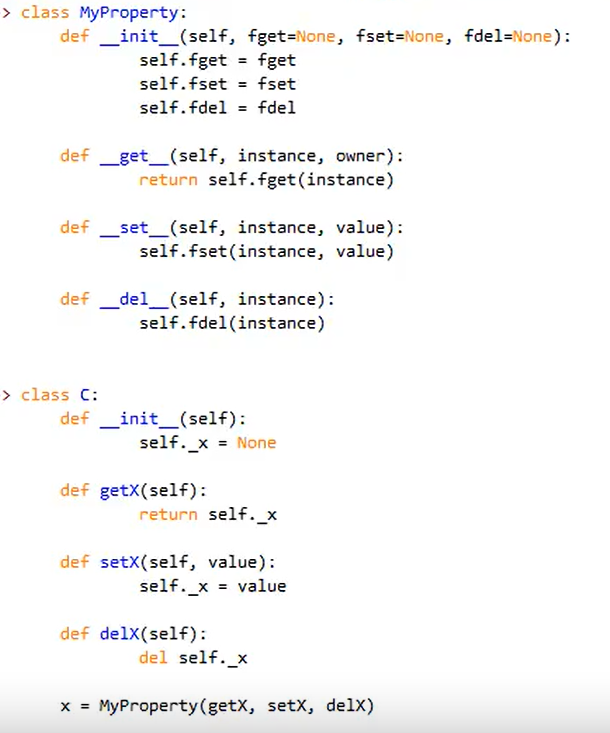 > class MyProperty:
def __init__(self, fget=None, fset=None, fdel=None):
self.fget = fget
self.fset = fset
self.fdel = fdel
def __get__(self, instance, owner):
return self.fget(instance)
def __set__(self, instance, value):
self.fset(instance, value)
def __del__(self, instance):
self.fdel(instance)
> class C:
def __init__(self):
self._x = None
def getX(self):
return self._x
def setX(self, value):
self._x = value
def delX(self):
del self._x
x = MyProperty(getX, setX, delX)